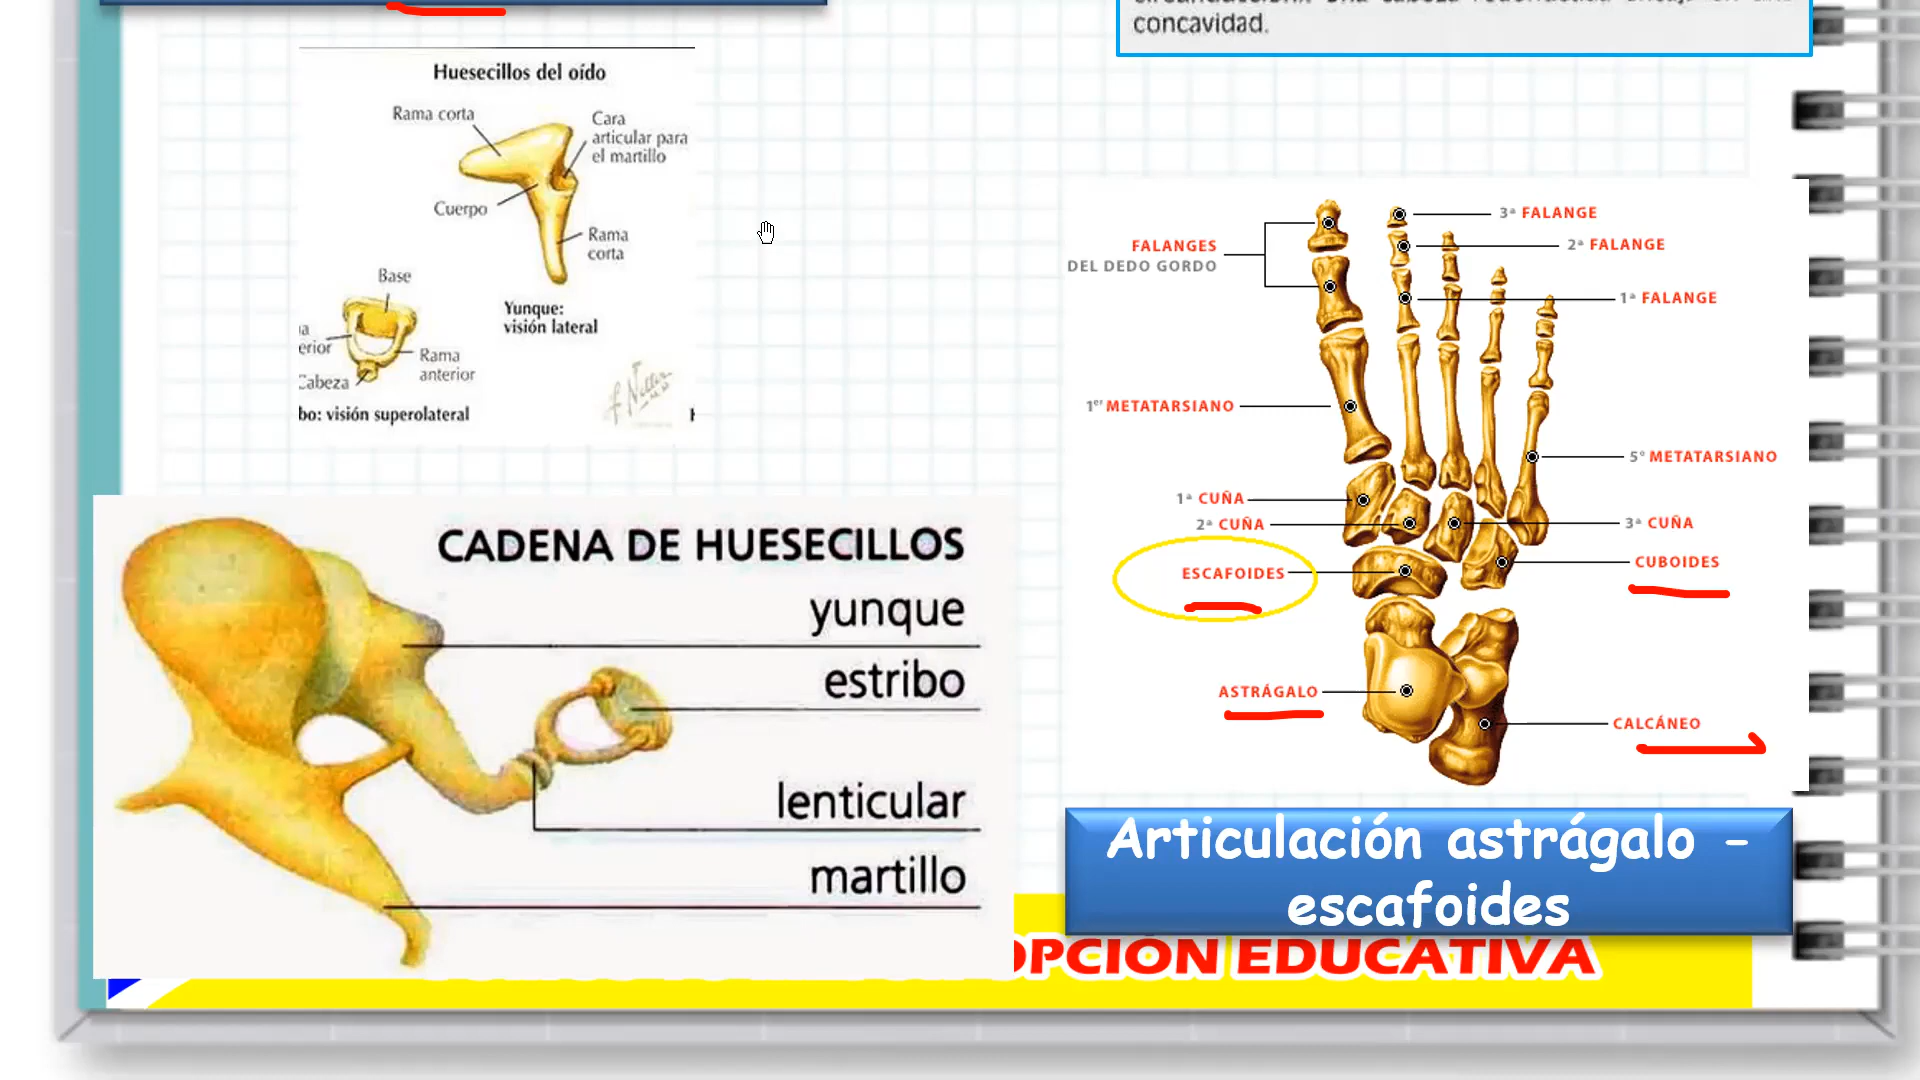 concavidad.
Huesecillos del oído
Rama corta
Cara
articular para
el martillo
Cuerpo
Rama
corta
Base
Yunque:
visión lateral
erior
Rama
anterior
Cabeza
bo: visión superolateral
CADENA DE HUESECILLOS
yunque
estribo
lenticular
martillo
3ª FALANGE
2ª FALANGE
FALANGES
DEL DEDO GORDO
1ª FALANGE
1er METATARSIANO
5º METATARSIANO
1ª CUÑA
2ª CUÑA
3ª CUÑA
ESCAFOIDES
CUBOIDES
ASTRÁGALO
CALCÁNEO
Articulación astrágalo –
escafoides
OPCIÓN EDUCATIVA